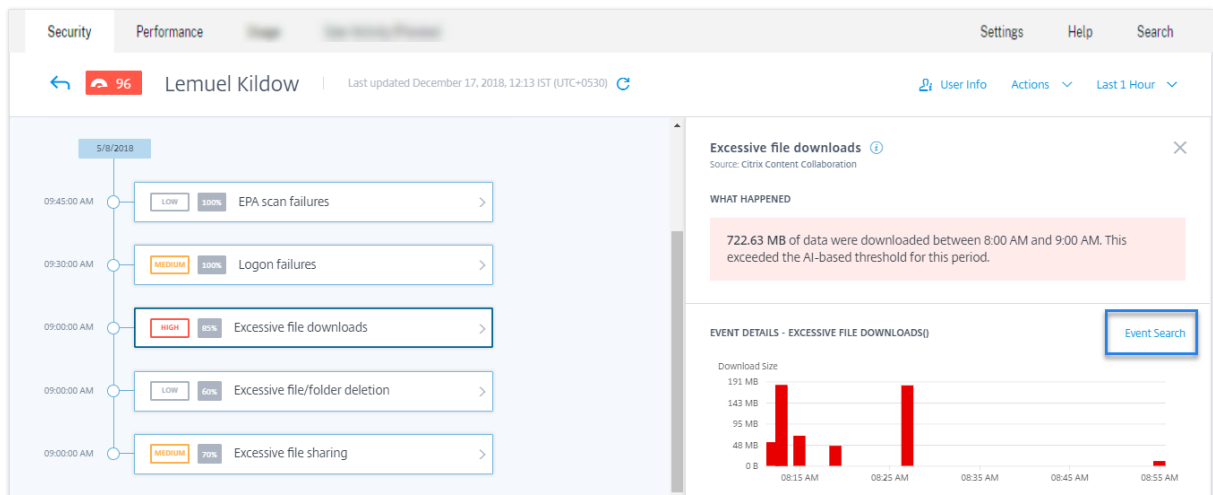 Security Performance Settings Help Search
96 Lemuel Kildow Last updated December 17, 2018, 12:13 IST (UTC+0530) User Info Actions Last 1 Hour
5/8/2018
09:45:00 AM LOW 100% EPA scan failures
09:30:00 AM MEDIUM 100% Logon failures
09:00:00 AM HIGH 85% Excessive file downloads
09:00:00 AM LOW 60% Excessive file/folder deletion
09:00:00 AM MEDIUM 70% Excessive file sharing
Excessive file downloads
Source: Citrix Content Collaboration
WHAT HAPPENED
722.63 MB of data were downloaded between 8:00 AM and 9:00 AM. This
exceeded the AI-based threshold for this period.
EVENT DETAILS - EXCESSIVE FILE DOWNLOADS() Event Search
Download Size
191 MB
143 MB
95 MB
48 MB
0 B
08:15 AM 08:25 AM 08:35 AM 08:45 AM 08:55 AM